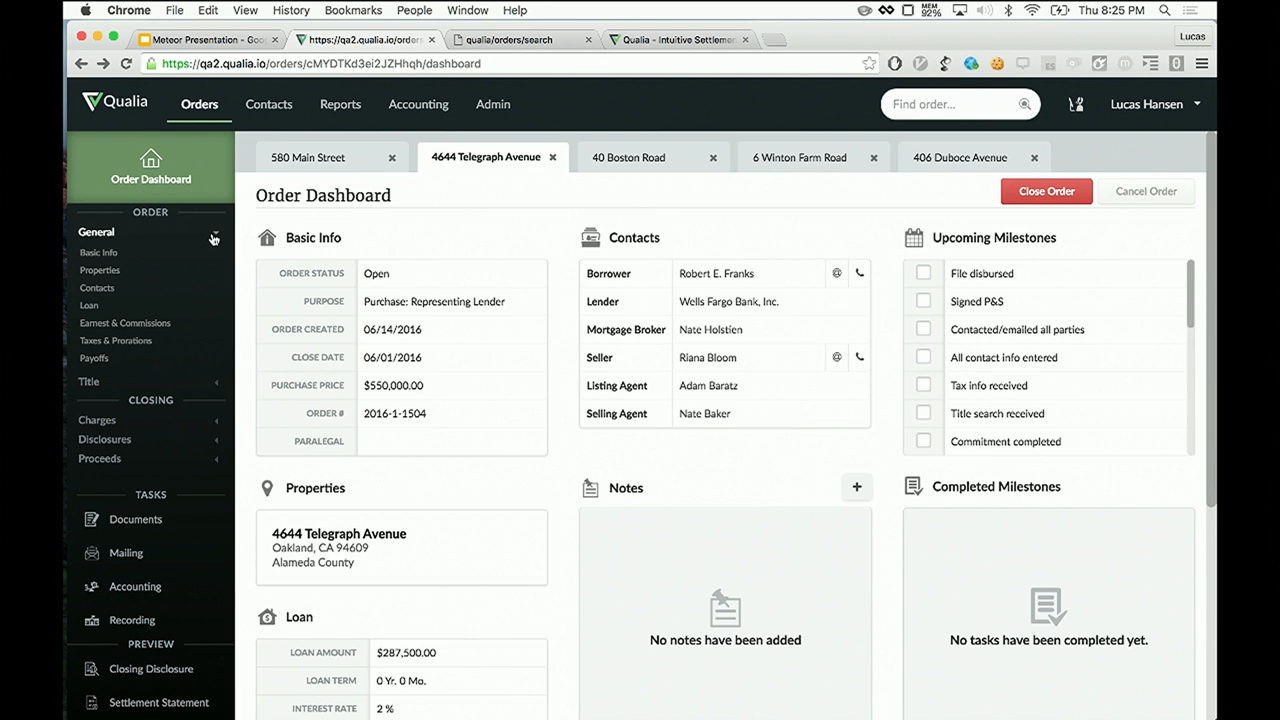 Chrome File Edit View History Bookmarks People Window Help MEM 92% Thu 8:25 PM
Meteor Presentation - Goo https://qa2.qualia.io/orders qualia/orders/search Qualia - Intuitive Settleme Lucas
https://qa2.qualia.io/orders/cMYDTKd3ei2JZHhqh/dashboard
Qualia Orders Contacts Reports Accounting Admin Find order... Lucas Hansen
Order Dashboard
ORDER
General
Basic Info
Properties
Contacts
Loan
Earnest & Commissions
Taxes & Prorations
Payoffs
Title
CLOSING
Charges
Disclosures
Proceeds
TASKS
Documents
Mailing
Accounting
Recording
PREVIEW
Closing Disclosure
Settlement Statement
580 Main Street 4644 Telegraph Avenue 40 Boston Road 6 Winton Farm Road 406 Duboce Avenue
Order Dashboard Close Order Cancel Order
Basic Info
ORDER STATUS Open
PURPOSE Purchase: Representing Lender
ORDER CREATED 06/14/2016
CLOSE DATE 06/01/2016
PURCHASE PRICE $550,000.00
ORDER # 2016-1-1504
PARALEGAL
Properties
4644 Telegraph Avenue
Oakland, CA 94609
Alameda County
Loan
LOAN AMOUNT $287,500.00
LOAN TERM 0 Yr. 0 Mo.
INTEREST RATE 2 %
Contacts
Borrower Robert E. Franks @
Lender Wells Fargo Bank, Inc.
Mortgage Broker Nate Holstien
Seller Riana Bloom @
Listing Agent Adam Baratz
Selling Agent Nate Baker
Notes +
No notes have been added
Upcoming Milestones
File disbursed
Signed P&S
Contacted/emailed all parties
All contact info entered
Tax info received
Title search received
Commitment completed
Completed Milestones
No tasks have been completed yet.